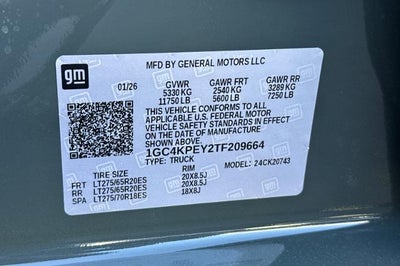 MFD BY GENERAL MOTORS LLC
gm
01/26 GVWR GAWR FRT GAWR RR
5330 KG 2540 KG 3289 KG
11750 LB 5600 LB 7250 LB
THIS VEHICLE CONFORMS TO ALL
APPLICABLE U.S. FEDERAL MOTOR
VEHICLE SAFETY STANDARDS IN EFFECT ON
THE DATE OF MANUFACTURE SHOWN ABOVE.
1GC4KPEY2TF209664
TYPE: TRUCK 24CK20743
TIRE SIZE RIM
FRT LT275/65R20ES 20X8.5J
RR LT275/65R20ES 20X8.5J
SPA LT275/70R18ES 18X8J